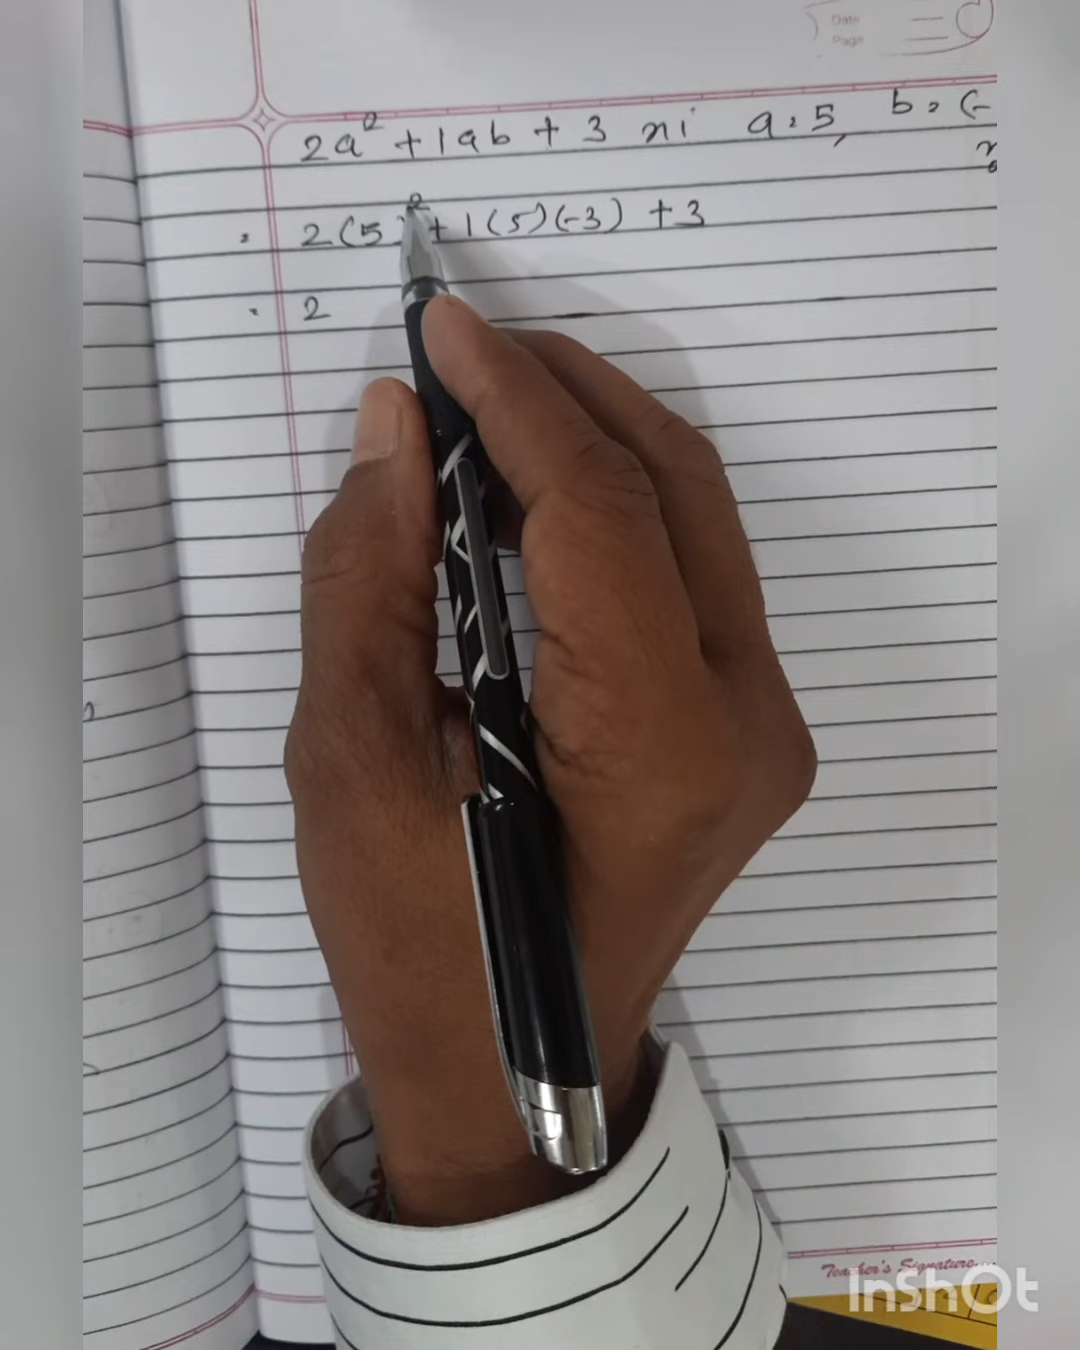 Date
Page
2a² + 1ab + 3 ni a = 5, b = (-
= 2(5)² + 1(5)(-3) + 3
= 2
Teacher's Signature......
InShOt